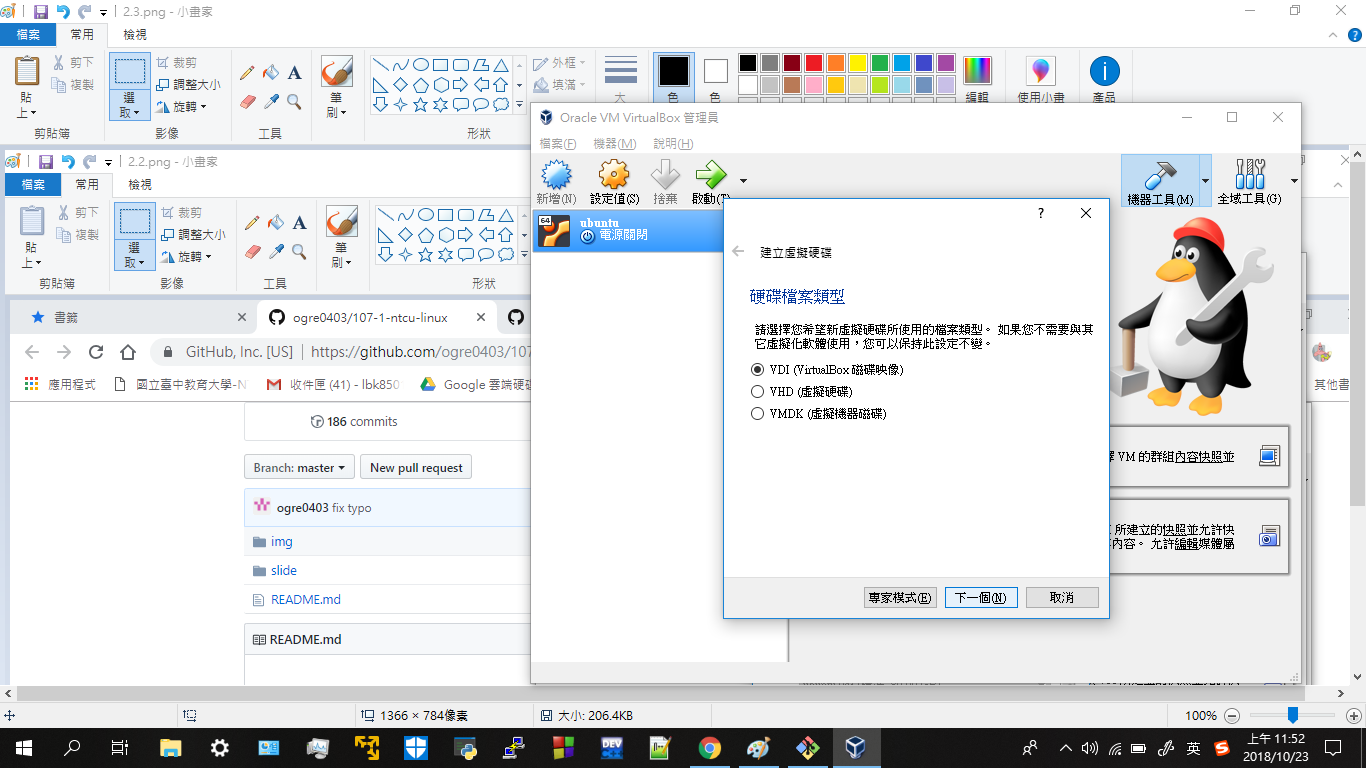 2.3.png - 小畫家
檔案 常用 檢視
貼上 剪下 複製 剪貼簿
選取 裁剪 調整大小 旋轉 影像
工具
筆刷
形狀
外框 填滿
大
色 色
編輯
使用小畫
產品
2.2.png - 小畫家
檔案 常用 檢視
貼上 剪下 複製 剪貼簿
選取 裁剪 調整大小 旋轉 影像
工具
筆刷
形狀
書籤
ogre0403/107-1-ntcu-linux
GitHub, Inc. [US] | https://github.com/ogre0403/107
應用程式 國立臺中教育大學-N 收件匣 (41) - lbk850 Google 雲端硬碟
其他書
186 commits
Branch: master New pull request
ogre0403 fix typo
img
slide
README.md
README.md
Oracle VM VirtualBox 管理員
檔案(F) 機器(M) 說明(H)
新增(N) 設定值(S) 捨棄 啟動(T)
機器工具(M) 全域工具(G)
64 ubuntu
電源關閉
VM 的群組內容快照並
所建立的快照並允許快
內容。 允許編輯媒體屬
?
建立虛擬硬碟
硬碟檔案類型
請選擇您希望新虛擬硬碟所使用的檔案類型。 如果您不需要與其
它虛擬化軟體使用，您可以保持此設定不變。
VDI (VirtualBox 磁碟映像)
VHD (虛擬硬碟)
VMDK (虛擬機器磁碟)
專家模式(E) 下一個(N) 取消
1366 × 784像素
大小: 206.4KB
100%
DEV
英
上午 11:52
2018/10/23